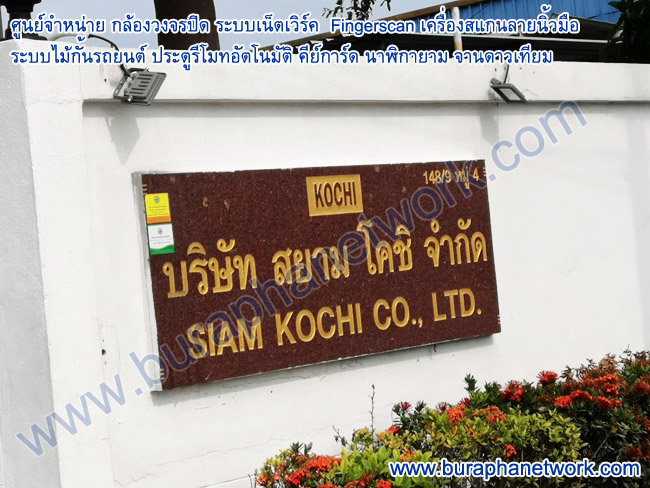 ศูนย์จำหน่าย กล้องวงจรปิด ระบบเน็ตเวิร์ค Fingerscan เครื่องสแกนลายนิ้วมือ
ระบบไม้กั้นรถยนต์ ประตูรีโมทอัตโนมัติ คีย์การ์ด นาฬิกายาม จานดาวเทียม
KOCHI
148/9 หมู่ 4
บริษัท สยาม โคชิ จำกัด
SIAM KOCHI CO., LTD.
www.buraphanetwork.com
www.buraphanetwork.com